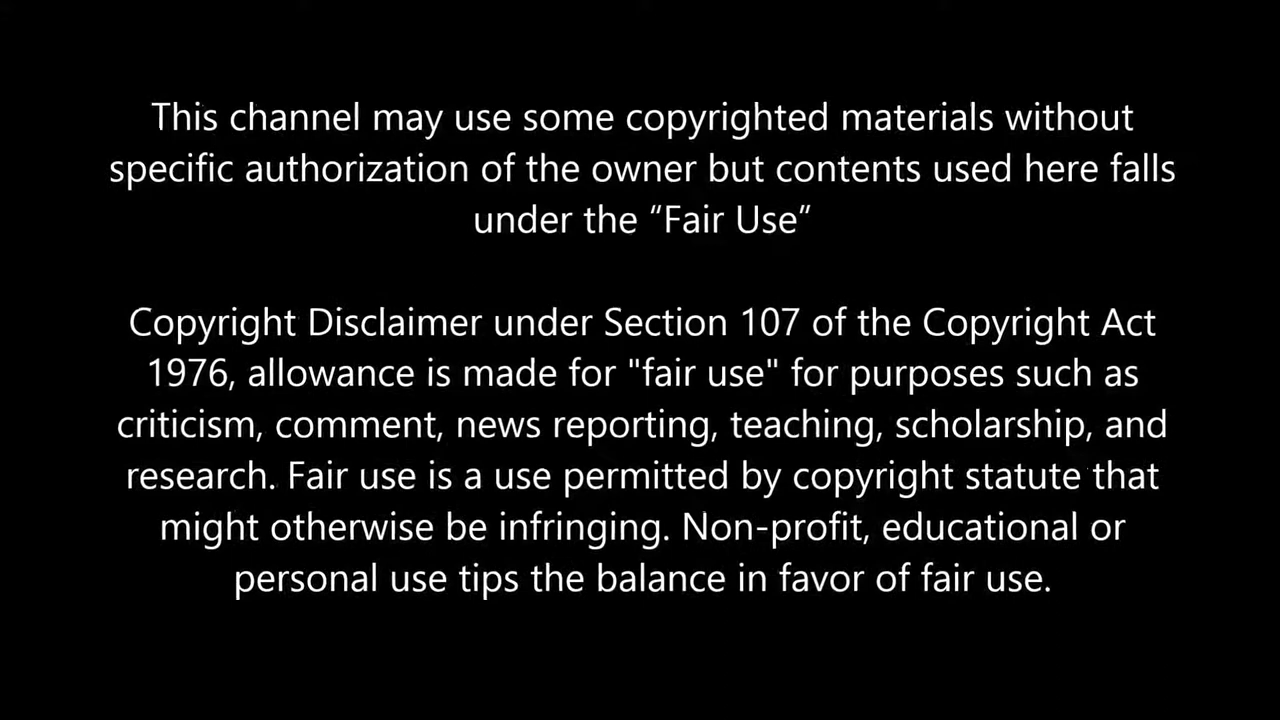 This channel may use some copyrighted materials without
specific authorization of the owner but contents used here falls
under the “Fair Use”
Copyright Disclaimer under Section 107 of the Copyright Act
1976, allowance is made for "fair use" for purposes such as
criticism, comment, news reporting, teaching, scholarship, and
research. Fair use is a use permitted by copyright statute that
might otherwise be infringing. Non-profit, educational or
personal use tips the balance in favor of fair use.